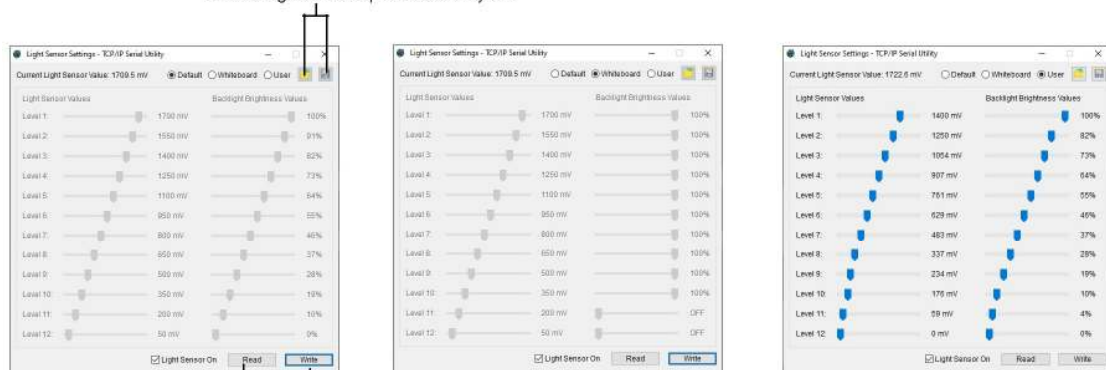 Light Sensor Settings - TCP/IP Serial Utility
Current Light Sensor Value: 1709.5 mV Default Whiteboard User
Light Sensor Values Backlight Brightness Values
Level 1: 1700 mV 100%
Level 2: 1550 mV 91%
Level 3: 1400 mV 82%
Level 4: 1250 mV 73%
Level 5: 1100 mV 64%
Level 6: 950 mV 55%
Level 7: 800 mV 46%
Level 8: 650 mV 37%
Level 9: 500 mV 28%
Level 10: 350 mV 19%
Level 11: 200 mV 10%
Level 12: 50 mV 0%
Light Sensor On Read Write
Light Sensor Settings - TCP/IP Serial Utility
Current Light Sensor Value: 1709.5 mV Default Whiteboard User
Light Sensor Values Backlight Brightness Values
Level 1: 1700 mV 100%
Level 2: 1550 mV 100%
Level 3: 1400 mV 100%
Level 4: 1250 mV 100%
Level 5: 1100 mV 100%
Level 6: 950 mV 100%
Level 7: 800 mV 100%
Level 8: 650 mV 100%
Level 9: 500 mV 100%
Level 10: 350 mV 100%
Level 11: 200 mV OFF
Level 12: 50 mV OFF
Light Sensor On Read Write
Light Sensor Settings - TCP/IP Serial Utility
Current Light Sensor Value: 1722.6 mV Default Whiteboard User
Light Sensor Values Backlight Brightness Values
Level 1: 1400 mV 100%
Level 2: 1250 mV 82%
Level 3: 1054 mV 73%
Level 4: 907 mV 64%
Level 5: 761 mV 55%
Level 6: 629 mV 46%
Level 7: 483 mV 37%
Level 8: 337 mV 28%
Level 9: 234 mV 19%
Level 10: 176 mV 10%
Level 11: 59 mV 4%
Level 12: 0 mV 0%
Light Sensor On Read Write